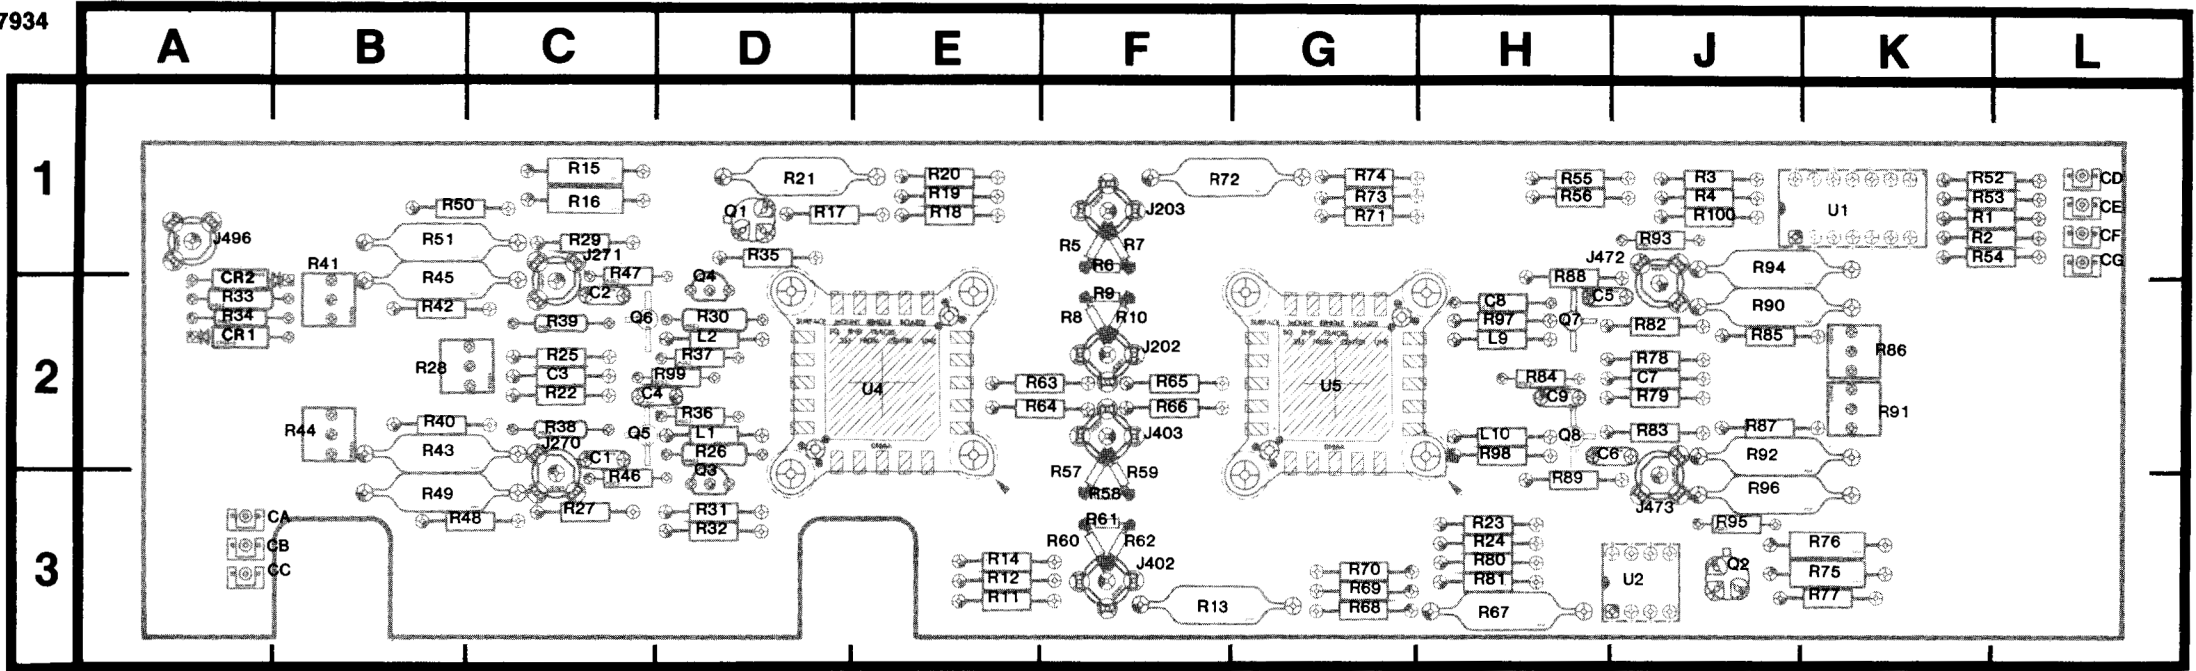 7934
A B C D E F G H J K L
1
R15 R20 R74 R55 R3 R52 CD
R21 R72
R16 R19 R73 R56 R4 R53 CE
R50 Q1 R17 R18 J203 R71 R100 U1 R1
J496 R51 R29 R5 R7 R93 R2 CF
R41 J271 R35 R6 J472 R94 R54 CG
CR2 R45 R47 Q4 R88
R33 C2 R9 C8 C5 R90
R34 R42 R39 Q6 R30 R8 R10 R97 Q7 R82
CR1 L2 L9 R85
2
R28 R25 R37 J202 R78 R86
C3 R99 U4 R63 R65 U5 R84 C7
R22 C4 C9 R79
R44 R40 R38 R36 R64 R66 R87 R91
J270 Q5 L1 J403 L10 Q8 R83
R43 C1 R26 R98 C6 R92
R46 Q3 R57 R59 R89
R49 R58 R96
CA R48 R27 R31 R61 R23 J473 R95
R32 R60 R62 R24 R76
3
CB R14 J402 R70 R80 U2 Q2
CC R12 R69 R81 R75
R11 R13 R68 R67 R77